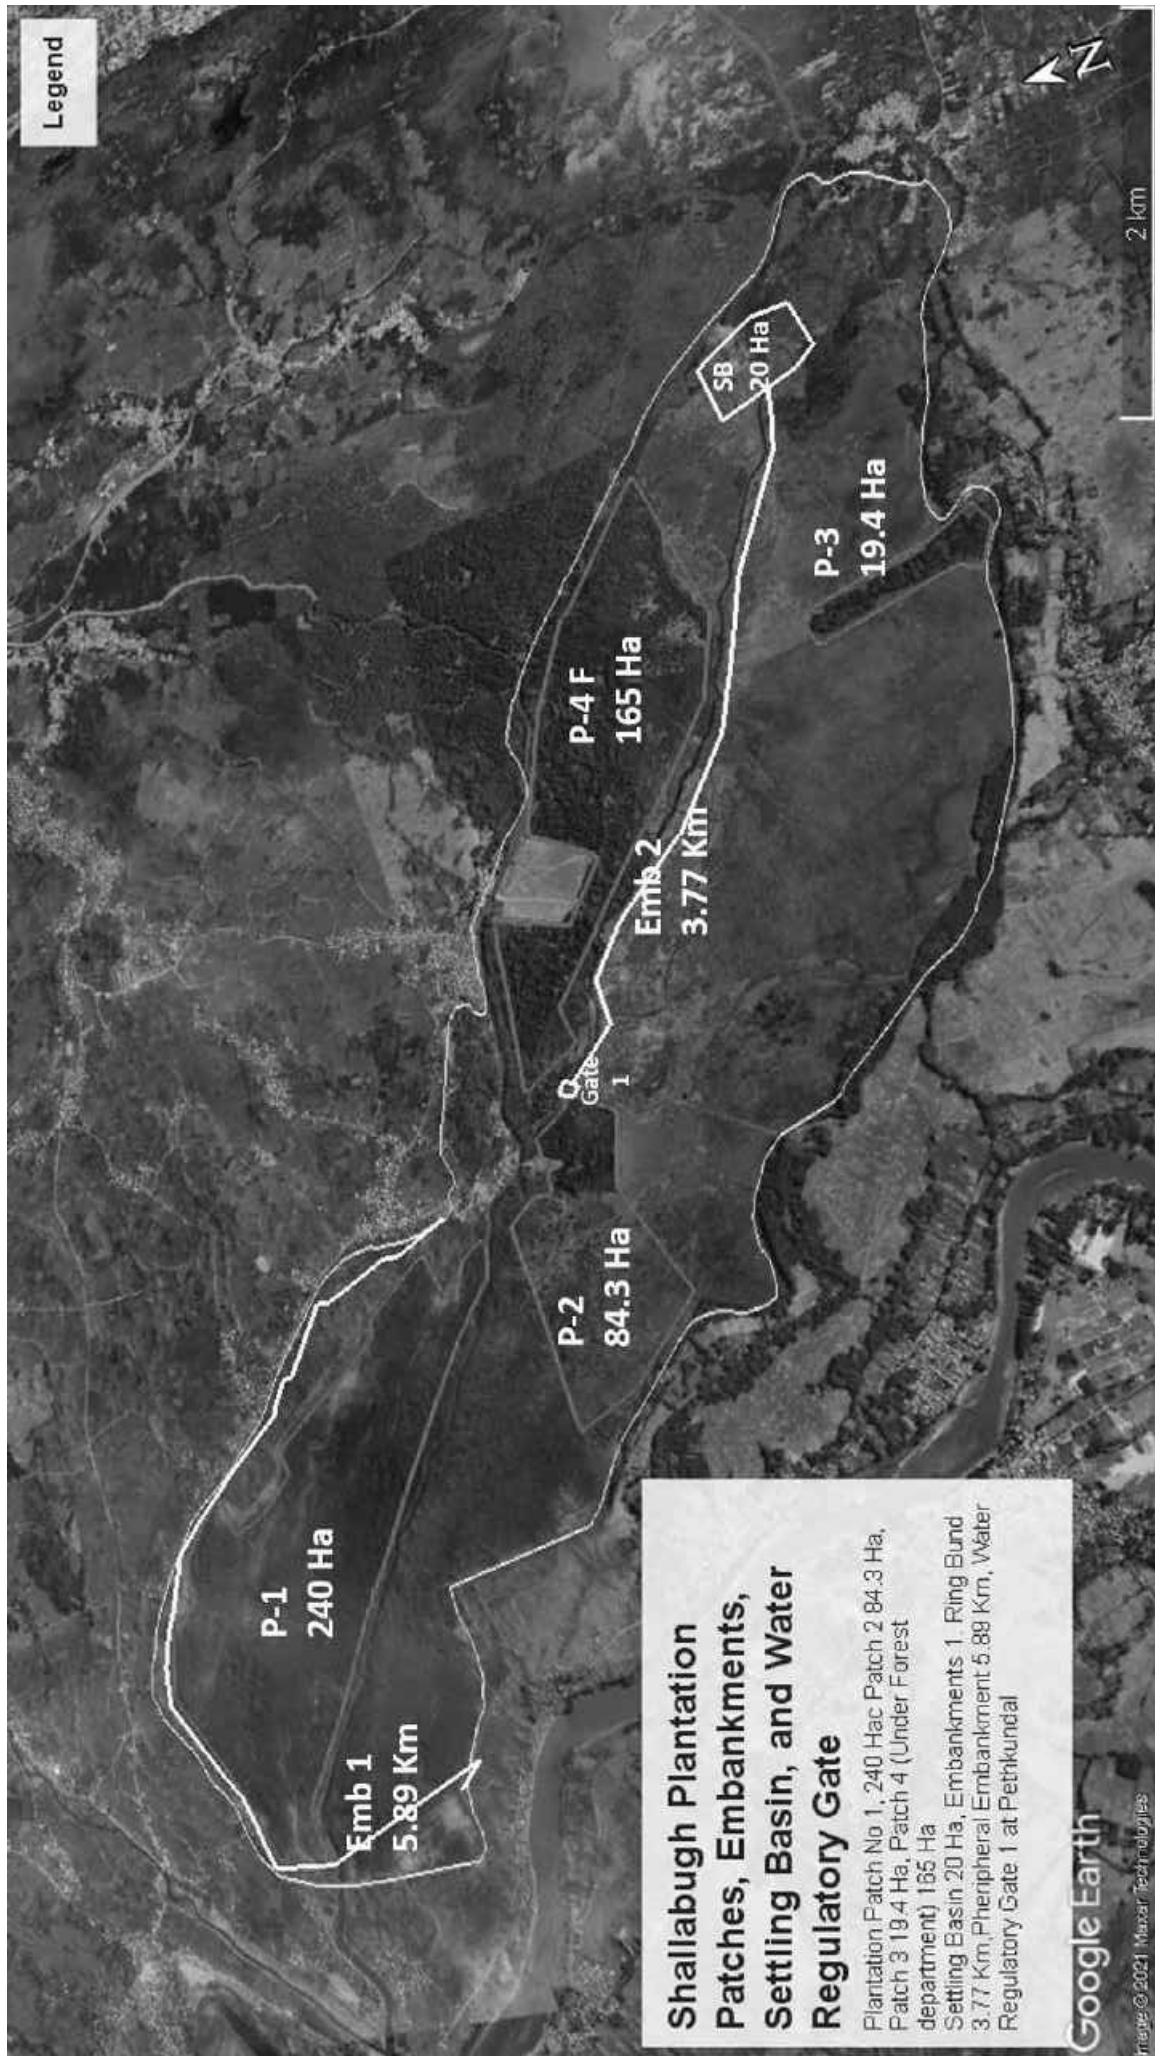 Legend
P-1
240 Ha
Emb 1
5.89 Km
P-2
84.3 Ha
Gate
1
Emb 2
3.77 Km
P-4 F
165 Ha
P-3
19.4 Ha
SB
20 Ha
Shallabugh Plantation
Patches, Embankments,
Settling Basin, and Water
Regulatory Gate
Plantation Patch No 1, 240 Hac Patch 2 84.3 Ha,
Patch 3 19.4 Ha, Patch 4 (Under Forest
department) 165 Ha
Settling Basin 20 Ha, Embankments 1. Ring Bund
3.77 Km,Pheripheral Embankment 5.89 Km, Water
Regulatory Gate 1 at Pethkundal
Google Earth
Image © 2021 Maxar Technologies
N
2 km